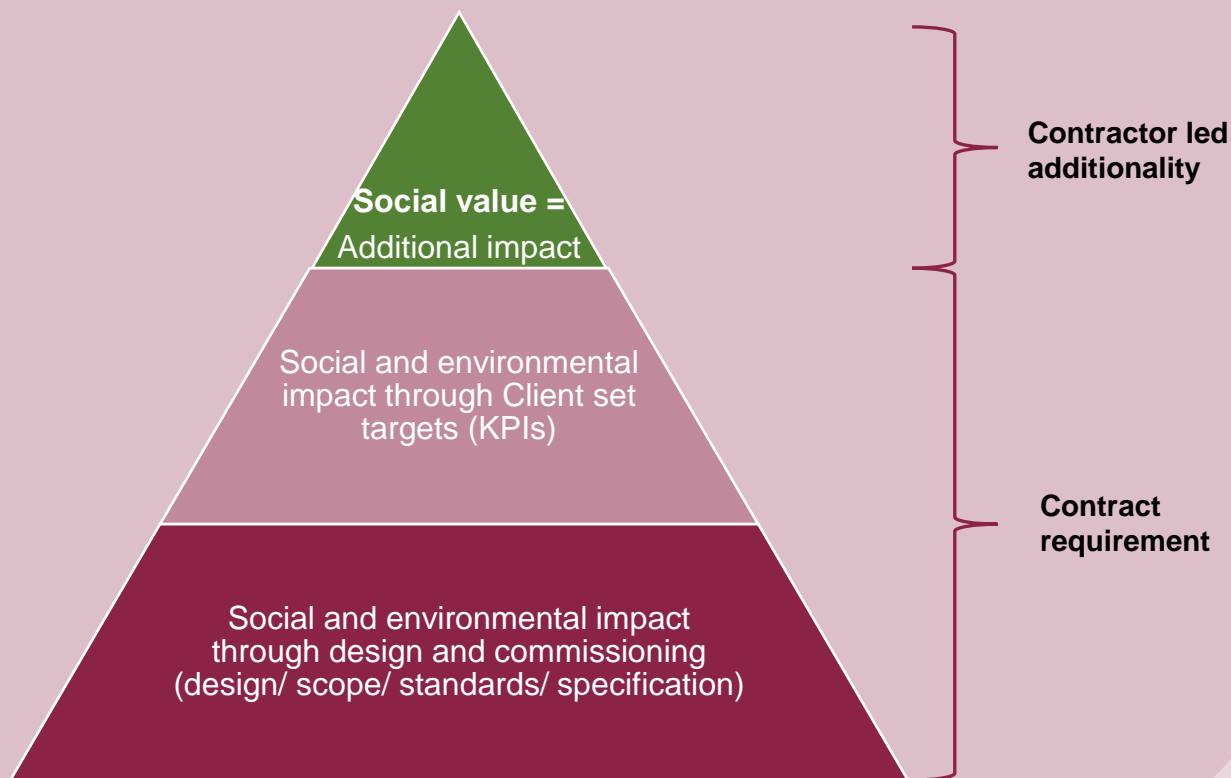 Social value =
Additional impact
Contractor led
additionality
Social and environmental
impact through Client set
targets (KPIs)
Contract
requirement
Social and environmental impact
through design and commissioning
(design/ scope/ standards/ specification)